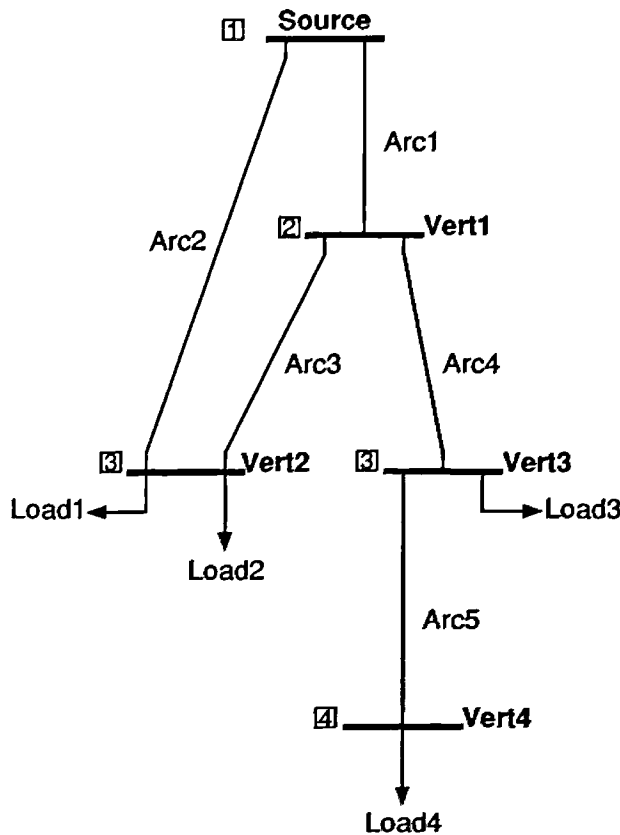 1 Source
Arc1
2 Vert1
Arc2
Arc3 Arc4
3 Vert2 3 Vert3
Load1 Load3
Load2
Arc5
4 Vert4
Load4